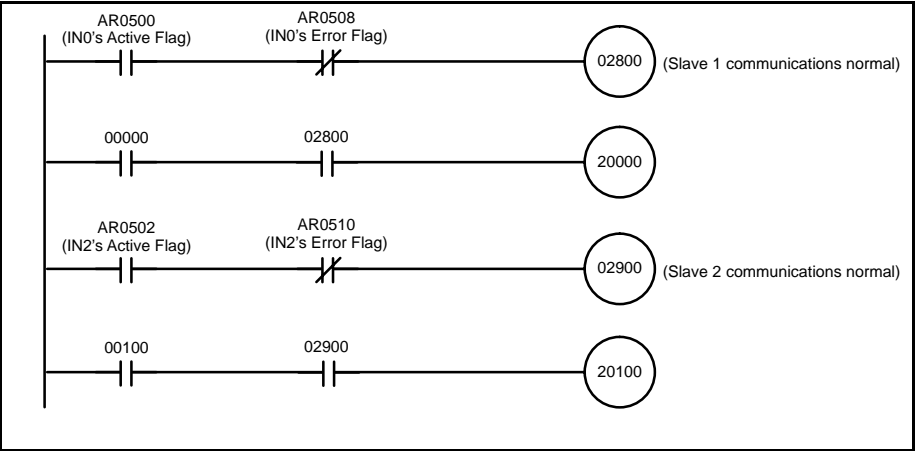 AR0500
(IN0's Active Flag)
AR0508
(IN0's Error Flag)
02800
(Slave 1 communications normal)
00000
02800
20000
AR0502
(IN2's Active Flag)
AR0510
(IN2's Error Flag)
02900
(Slave 2 communications normal)
00100
02900
20100